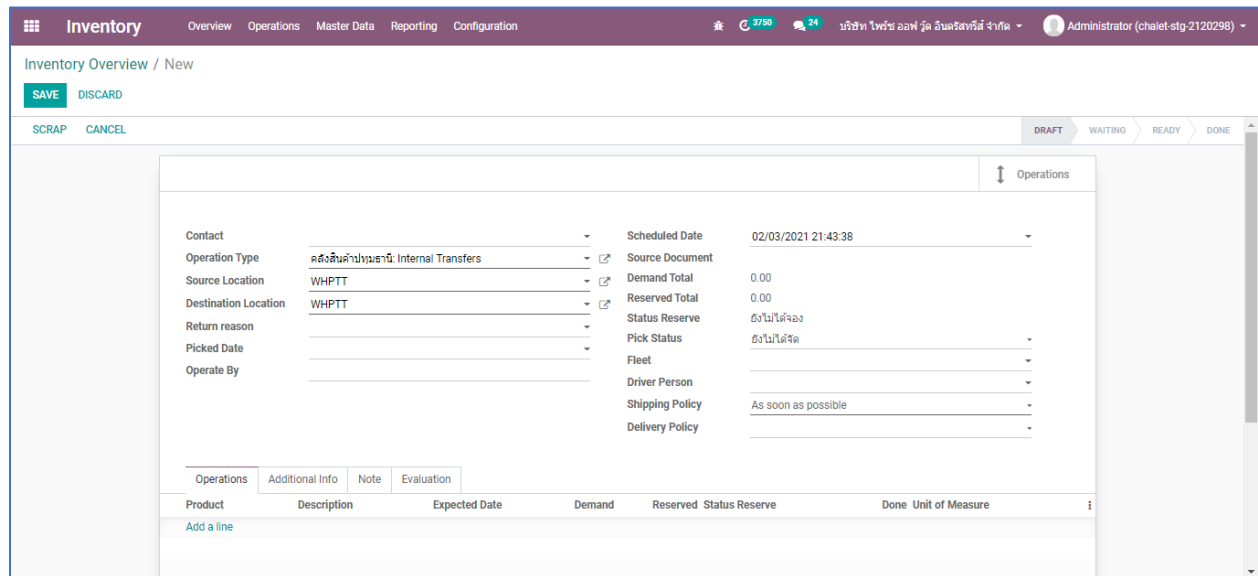 Inventory Overview Operations Master Data Reporting Configuration 3750 24 บริษัท ไพร์ซ ออฟ วู้ด อินดรัสทรีส์ จำกัด Administrator (chalet-stg-2120298)
Inventory Overview / New
SAVE DISCARD
SCRAP CANCEL DRAFT WAITING READY DONE
Operations
Contact
Operation Type คลังสินค้าปทุมธานี: Internal Transfers
Source Location WHPTT
Destination Location WHPTT
Return reason
Picked Date
Operate By
Scheduled Date 02/03/2021 21:43:38
Source Document
Demand Total 0.00
Reserved Total 0.00
Status Reserve ยังไม่ได้จอง
Pick Status ยังไม่ได้จัด
Fleet
Driver Person
Shipping Policy As soon as possible
Delivery Policy
Operations Additional Info Note Evaluation
Product Description Expected Date Demand Reserved Status Reserve Done Unit of Measure
Add a line